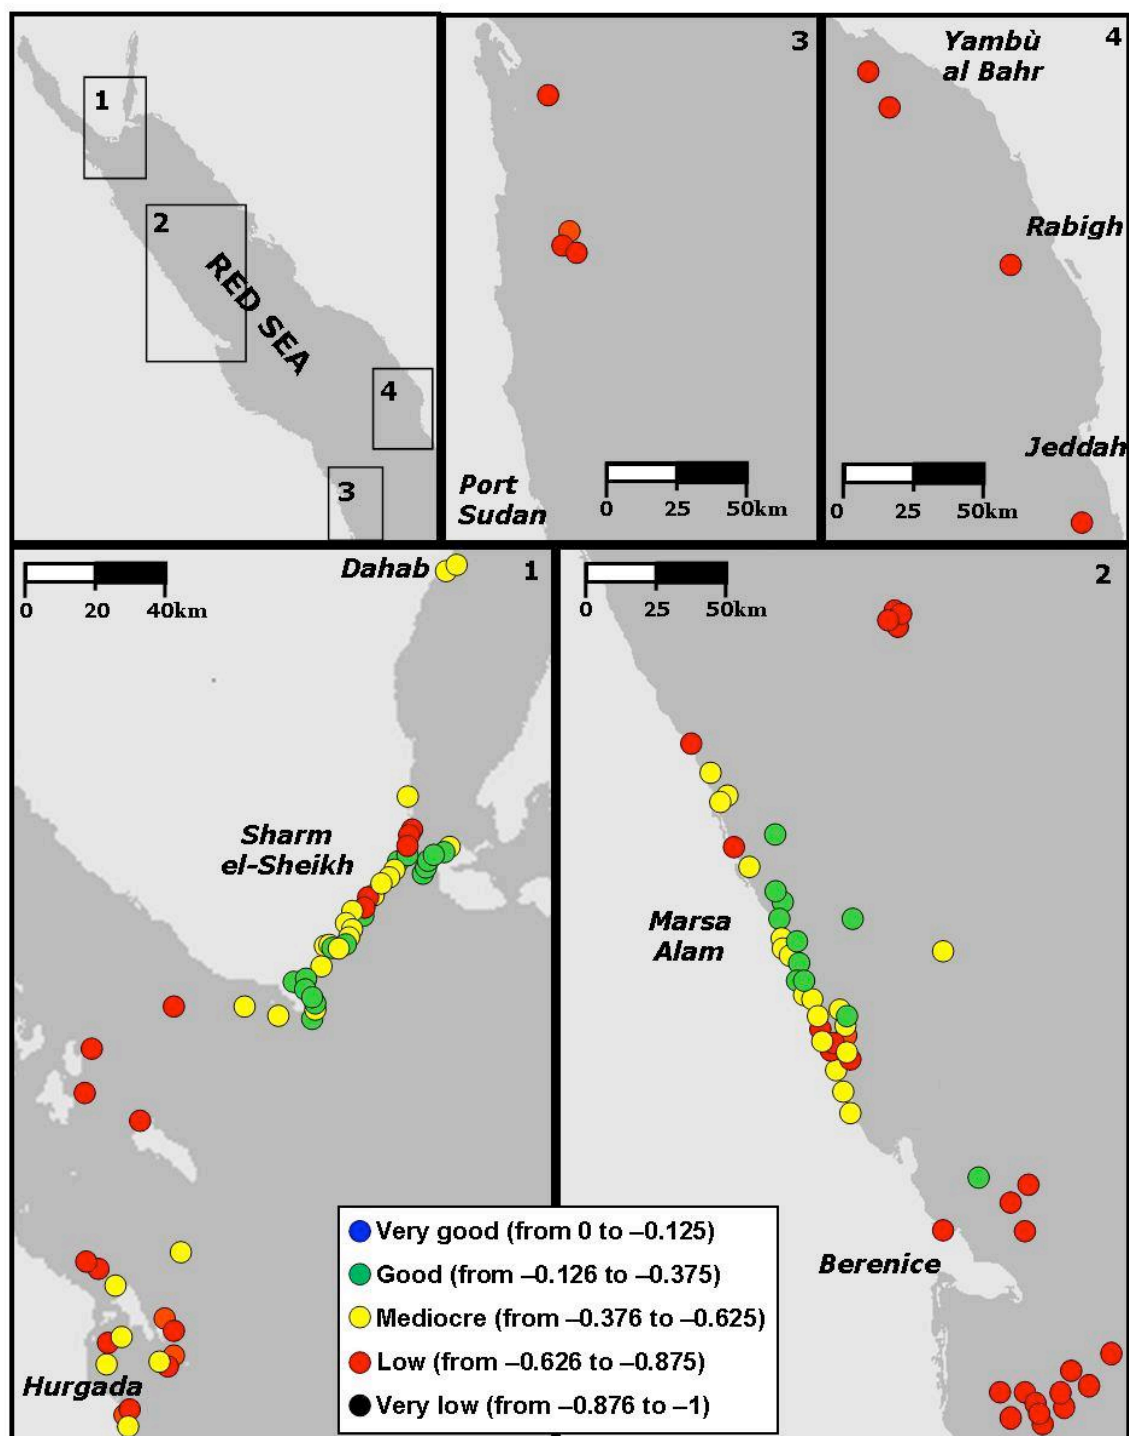 1
2
RED SEA
4
3
3
Port
Sudan
0 25 50km
4
Yambù
al Bahr
Rabigh
Jeddah
0 25 50km
1
Dahab
0 20 40km
Sharm
el-Sheikh
Hurgada
2
0 25 50km
Marsa
Alam
Berenice
Very good (from 0 to –0.125)
Good (from –0.126 to –0.375)
Mediocre (from –0.376 to –0.625)
Low (from –0.626 to –0.875)
Very low (from –0.876 to –1)